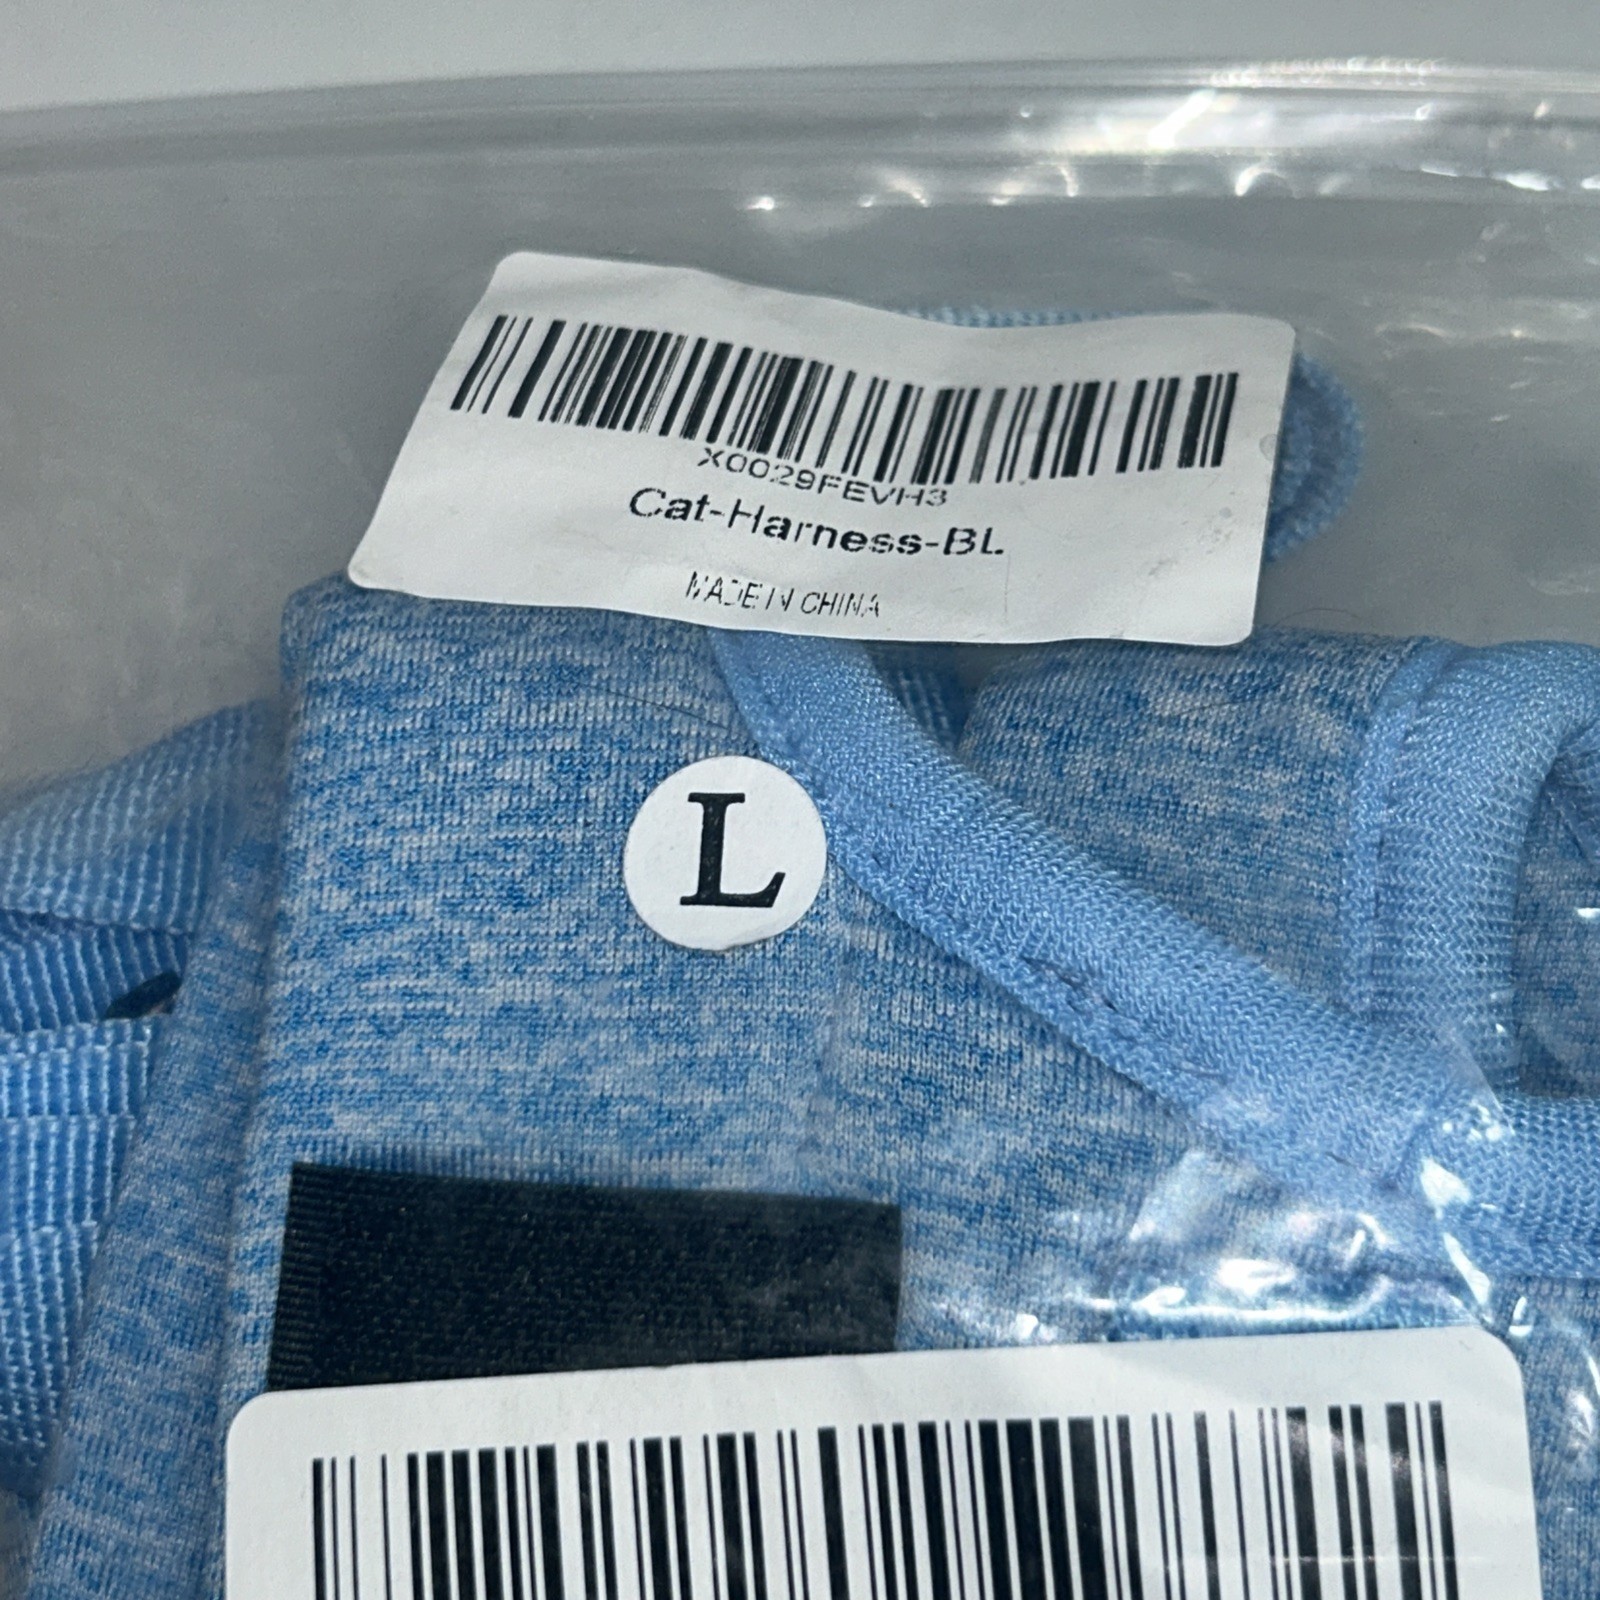 X0029FEVH3
Cat-Harness-BL
MADE IN CHINA
L